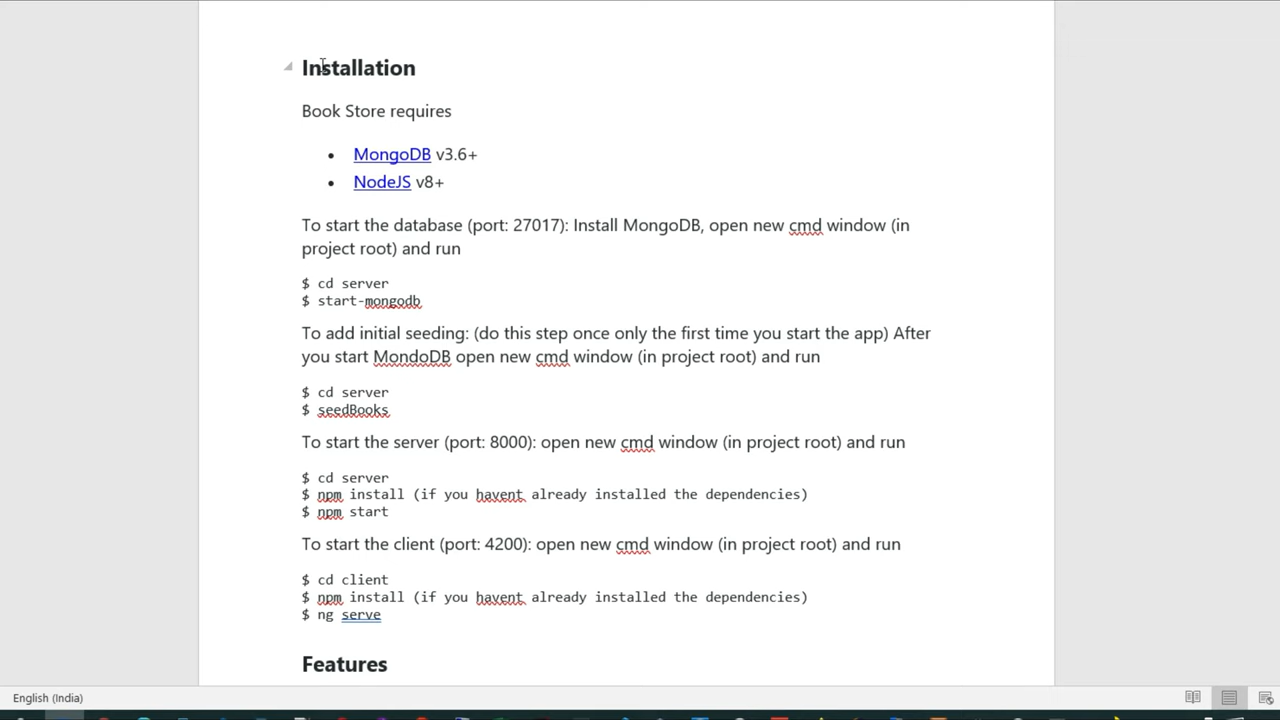 Installation
Book Store requires
• MongoDB v3.6+
• NodeJS v8+
To start the database (port: 27017): Install MongoDB, open new cmd window (in
project root) and run
$ cd server
$ start-mongodb
To add initial seeding: (do this step once only the first time you start the app) After
you start MondoDB open new cmd window (in project root) and run
$ cd server
$ seedBooks
To start the server (port: 8000): open new cmd window (in project root) and run
$ cd server
$ npm install (if you havent already installed the dependencies)
$ npm start
To start the client (port: 4200): open new cmd window (in project root) and run
$ cd client
$ npm install (if you havent already installed the dependencies)
$ ng serve
Features
English (India)